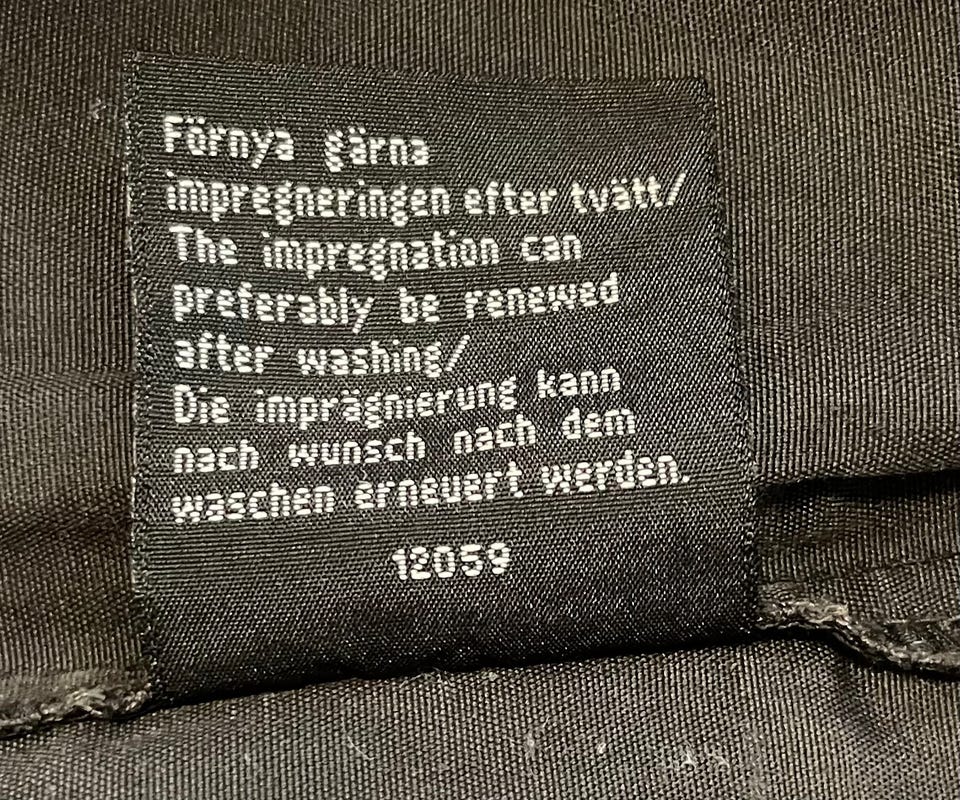 Förnya gärna
impregneringen efter tvätt/
The impregnation can
preferably be renewed
after washing/
Die imprägnierung kann
nach wunsch nach dem
waschen erneuert werden.
12059